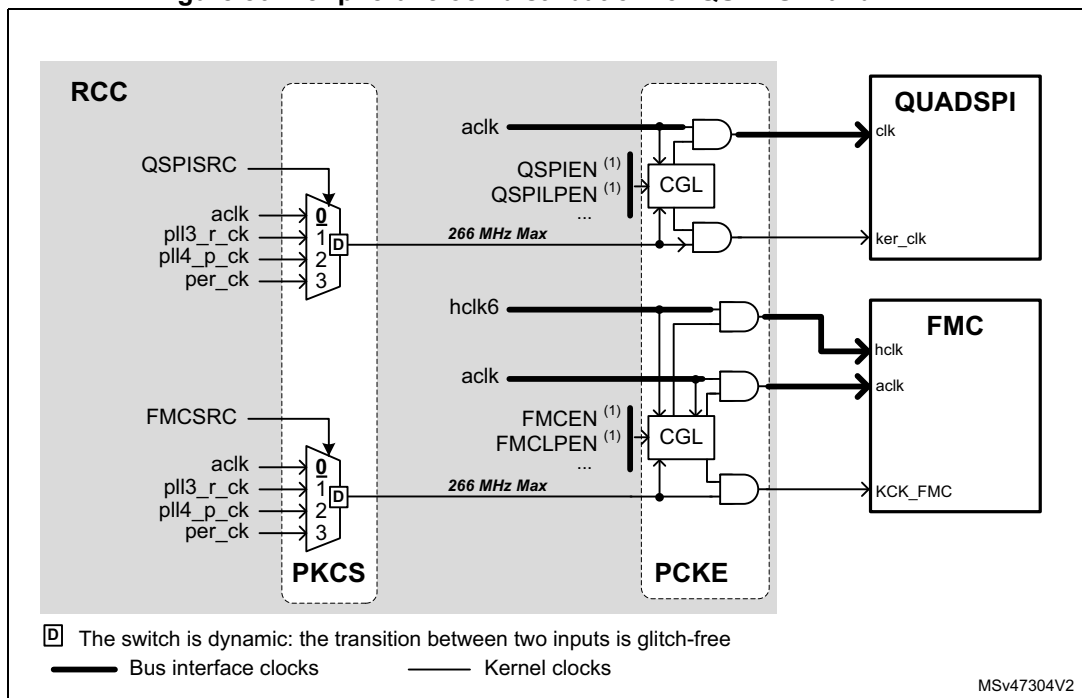 RCC
QUADSPI
aclk
clk
QSPISRC
QSPIEN (1)
QSPILPEN (1)
...
CGL
aclk
pll3_r_ck
pll4_p_ck
per_ck
0
1
2
3
D
266 MHz Max
ker_clk
hclk6
FMC
hclk
aclk
aclk
FMCSRC
FMCEN (1)
FMCLPEN (1)
...
CGL
aclk
pll3_r_ck
pll4_p_ck
per_ck
0
1
2
3
D
266 MHz Max
KCK_FMC
PKCS
PCKE
D The switch is dynamic: the transition between two inputs is glitch-free
Bus interface clocks Kernel clocks
MSv47304V2